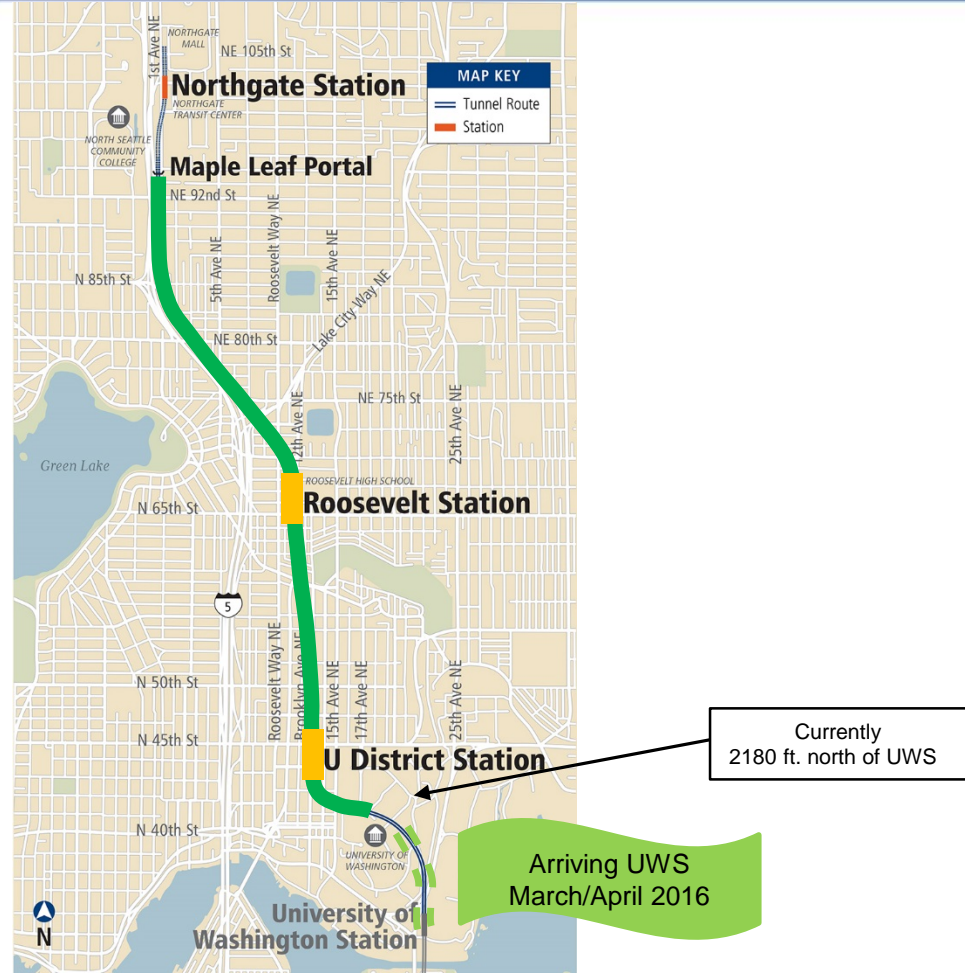 1st Ave NE
NORTHGATE
MALL
NE 105th St
Northgate Station
NORTHGATE
TRANSIT CENTER
MAP KEY
Tunnel Route
Station
NORTH SEATTLE
COMMUNITY
COLLEGE
Maple Leaf Portal
NE 92nd St
5th Ave NE
Roosevelt Way NE
15th Ave NE
N 85th St
Lake City Way NE
NE 80th St
NE 75th St
12th Ave NE
25th Ave NE
Green Lake
ROOSEVELT HIGH SCHOOL
Roosevelt Station
N 65th St
5
Roosevelt Way NE
Brooklyn Ave NE
15th Ave NE
17th Ave NE
25th Ave NE
N 50th St
N 45th St
U District Station
Currently
2180 ft. north of UWS
N 40th St
UNIVERSITY OF
WASHINGTON
Arriving UWS
March/April 2016
University of
Washington Station
N